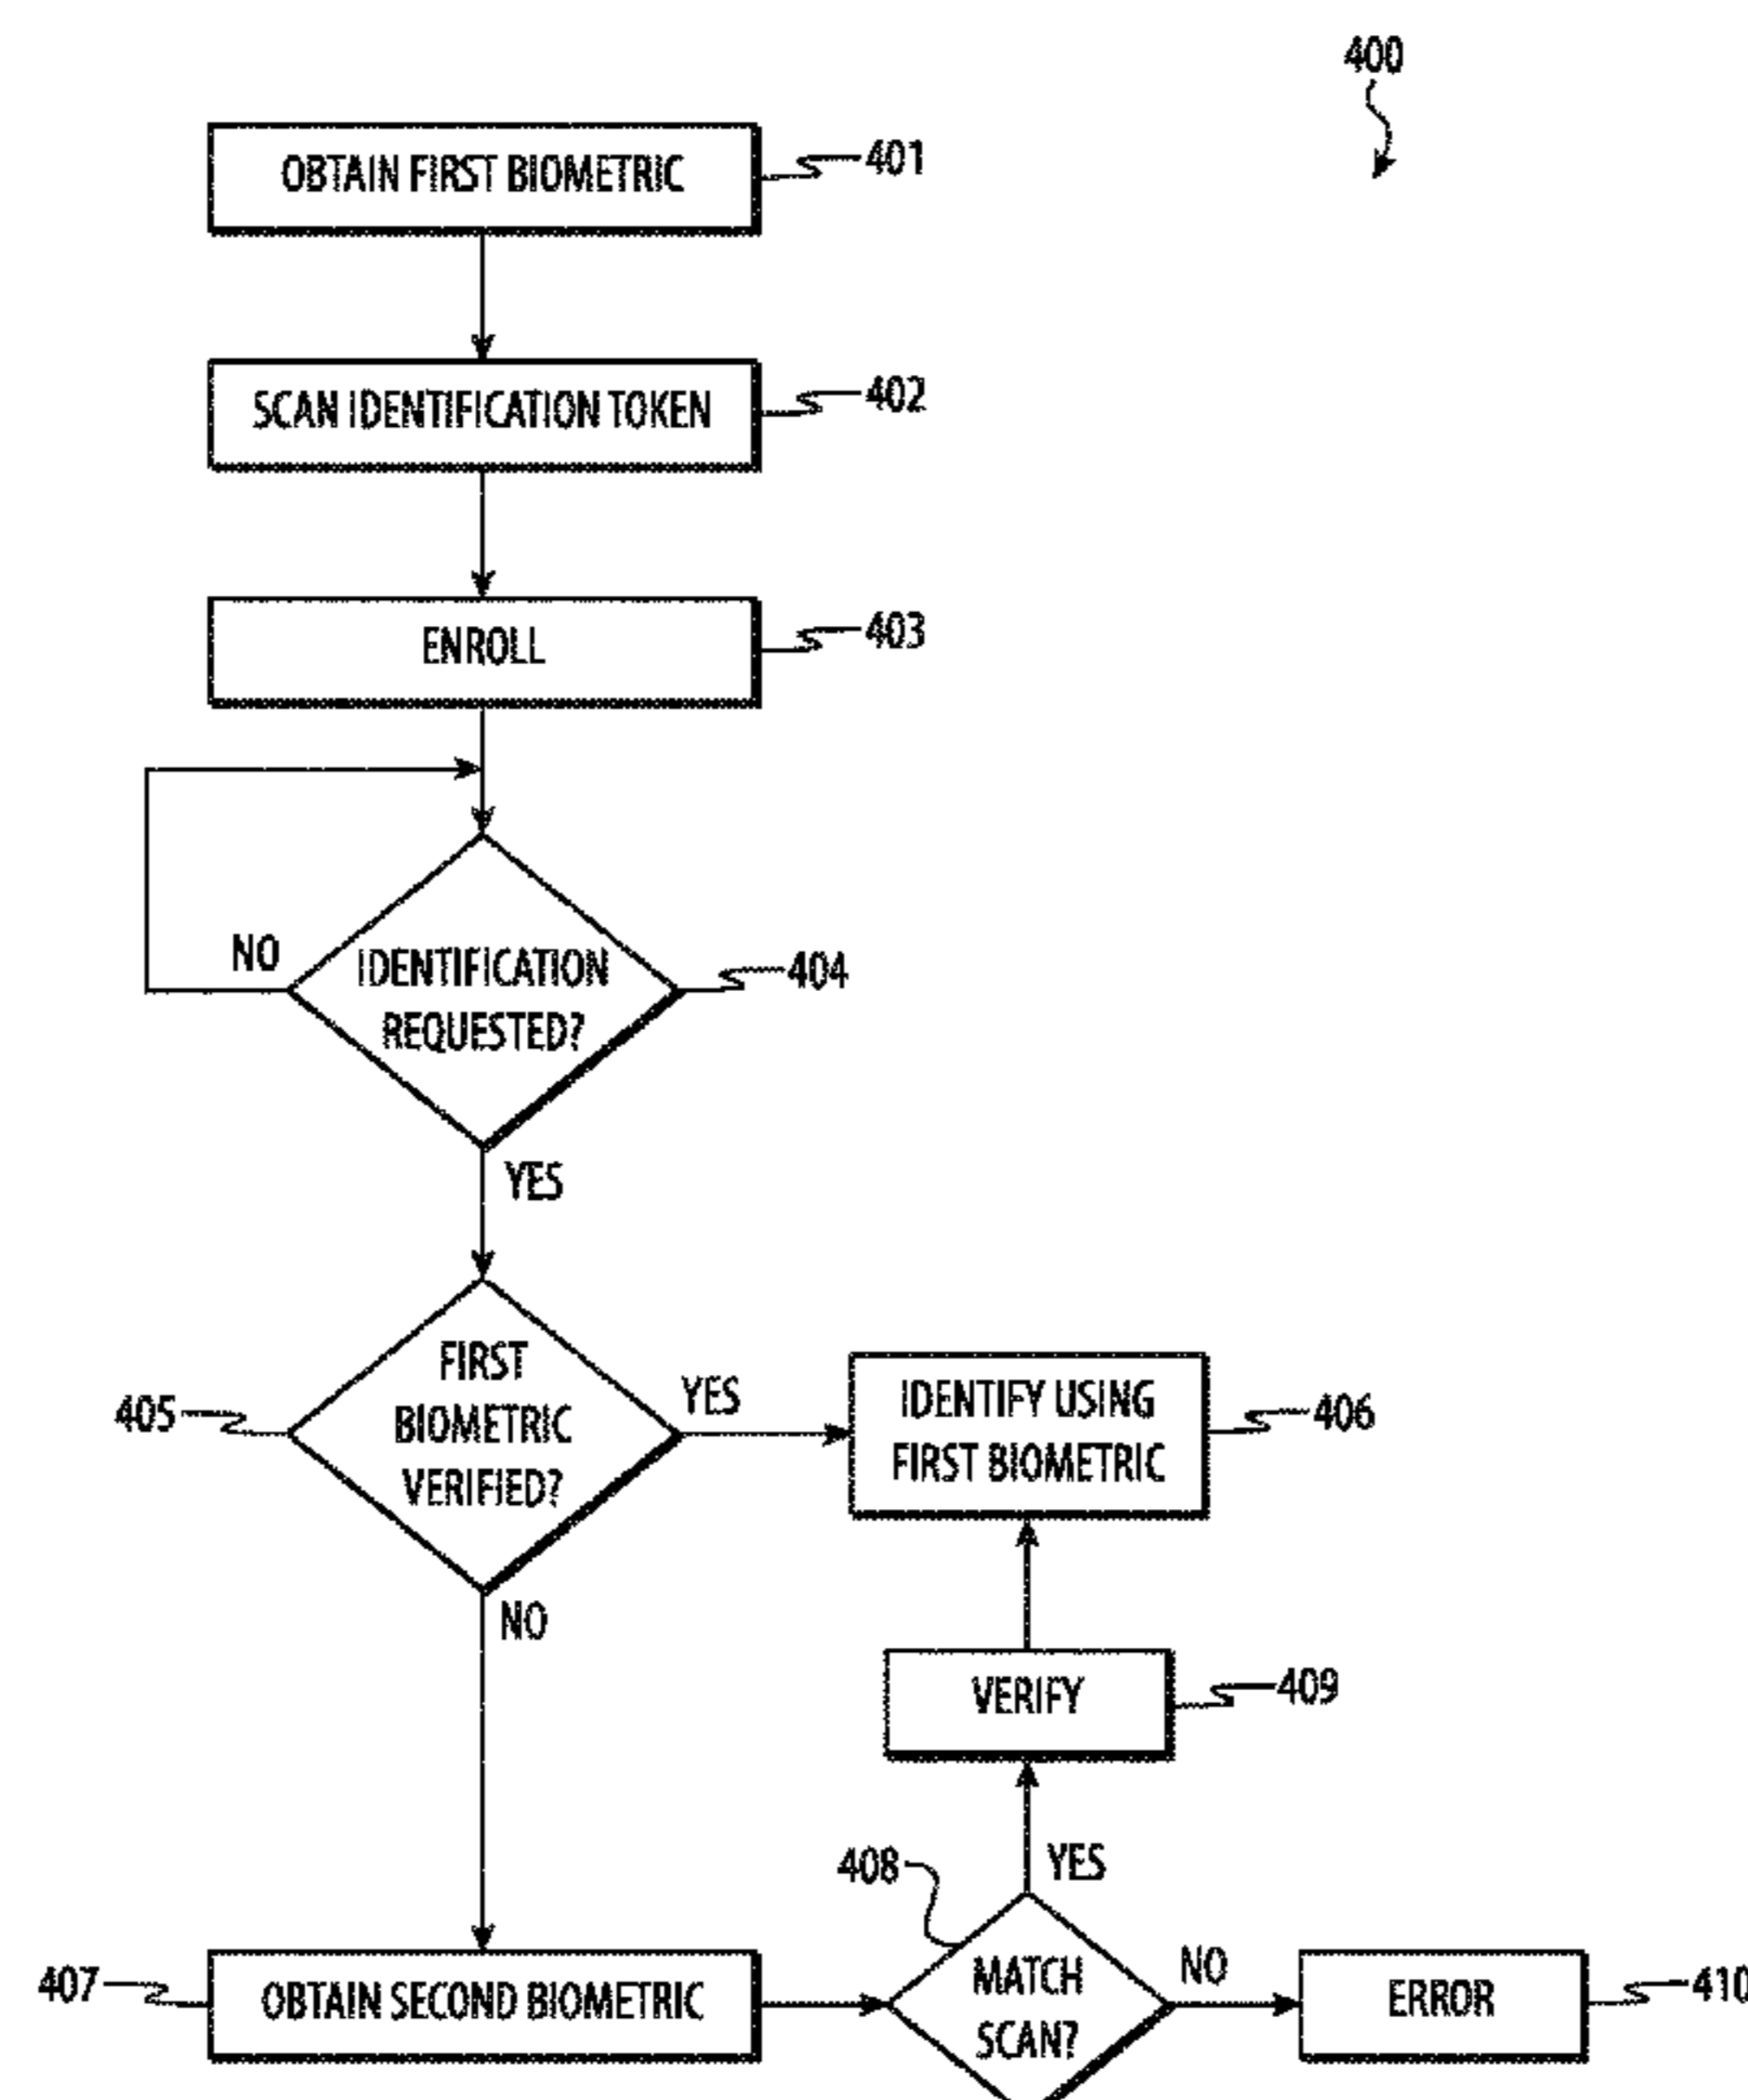 400
OBTAIN FIRST BIOMETRIC
401
SCAN IDENTIFICATION TOKEN
402
ENROLL
403
NO
IDENTIFICATION
REQUESTED?
404
YES
405
FIRST
BIOMETRIC
VERIFIED?
YES
IDENTIFY USING
FIRST BIOMETRIC
406
NO
VERIFY
409
408
YES
407
OBTAIN SECOND BIOMETRIC
MATCH
SCAN?
NO
ERROR
410